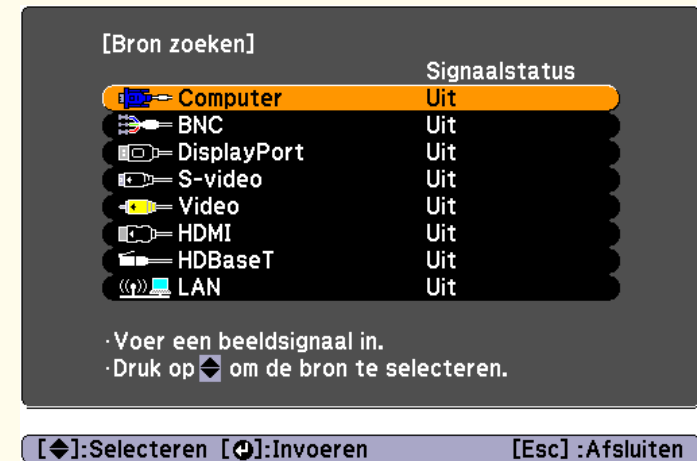 [Bron zoeken]
Signaalstatus
Computer Uit
BNC Uit
DisplayPort Uit
S-video Uit
Video Uit
HDMI Uit
HDBaseT Uit
LAN Uit
·Voer een beeldsignaal in.
·Druk op om de bron te selecteren.
[]:Selecteren []:Invoeren [Esc] :Afsluiten